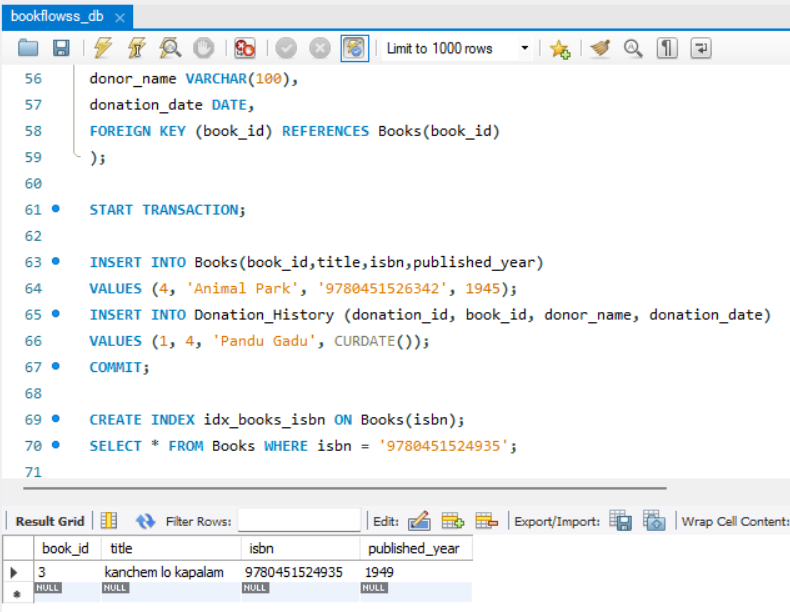 bookflowss_db
Limit to 1000 rows
56 donor_name VARCHAR(100),
57 donation_date DATE,
58 FOREIGN KEY (book_id) REFERENCES Books(book_id)
59 );
60
61 START TRANSACTION;
62
63 INSERT INTO Books(book_id,title,isbn,published_year)
64 VALUES (4, 'Animal Park', '9780451526342', 1945);
65 INSERT INTO Donation_History (donation_id, book_id, donor_name, donation_date)
66 VALUES (1, 4, 'Pandu Gadu', CURDATE());
67 COMMIT;
68
69 CREATE INDEX idx_books_isbn ON Books(isbn);
70 SELECT * FROM Books WHERE isbn = '9780451524935';
71
Result Grid Filter Rows: Edit: Export/Import: Wrap Cell Content:
book_id title isbn published_year
3 kanchem lo kapalam 9780451524935 1949
NULL NULL NULL NULL